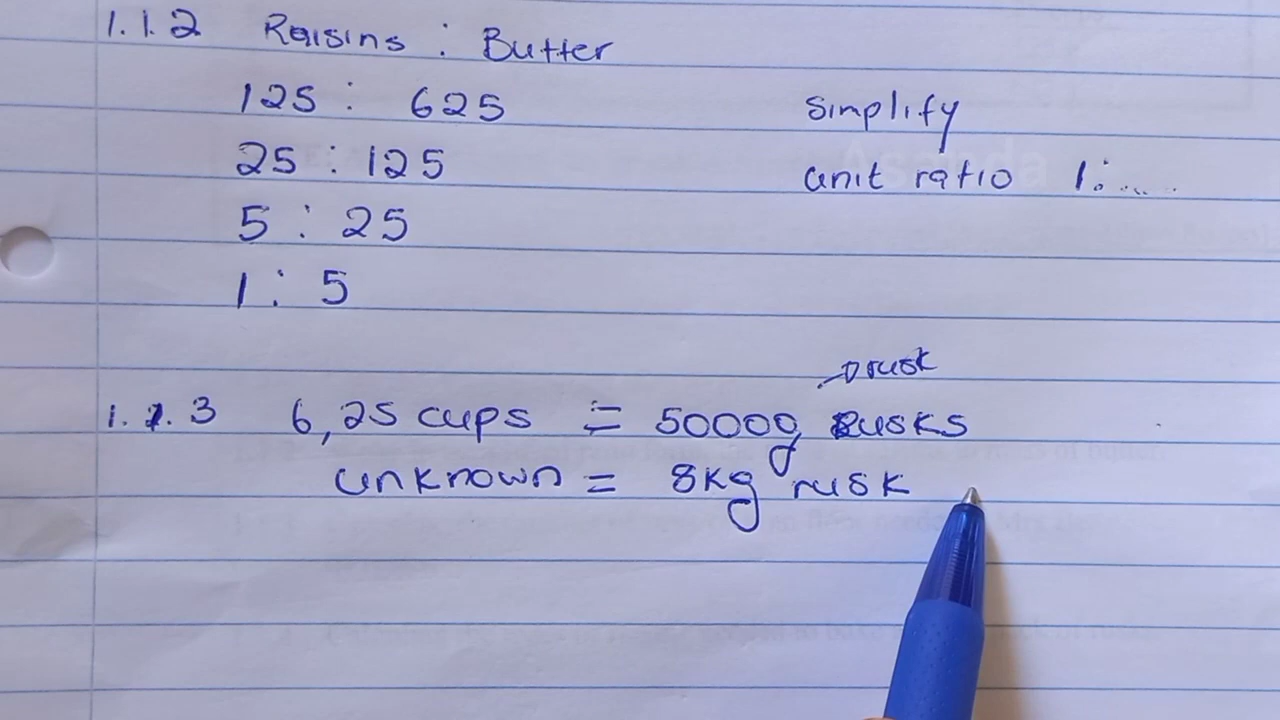 1.1.2 Raisins : Butter
125 : 625 Simplify
25 : 125 unit ratio 1:.....
5 : 25
1 : 5
rusk
1.1.3 6,25 cups = 5000g Rusks
unknown = 8kg rusk